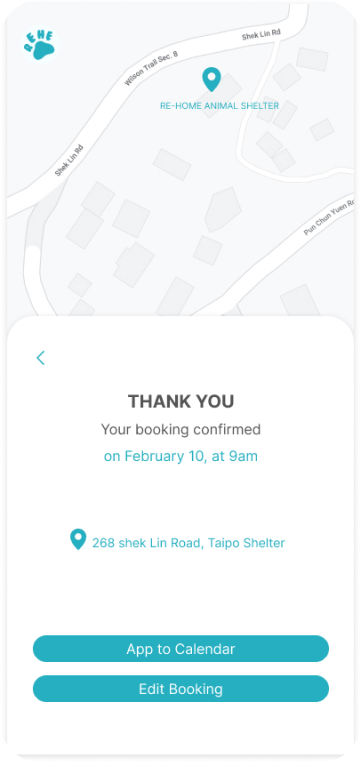 REHE
Shek Lin Rd
Wilson Trail Sec. 8
RE-HOME ANIMAL SHELTER
Shek Lin Rd
Pun Chun Yuen Ro
THANK YOU
Your booking confirmed
on February 10, at 9am
268 shek Lin Road, Taipo Shelter
App to Calendar
Edit Booking